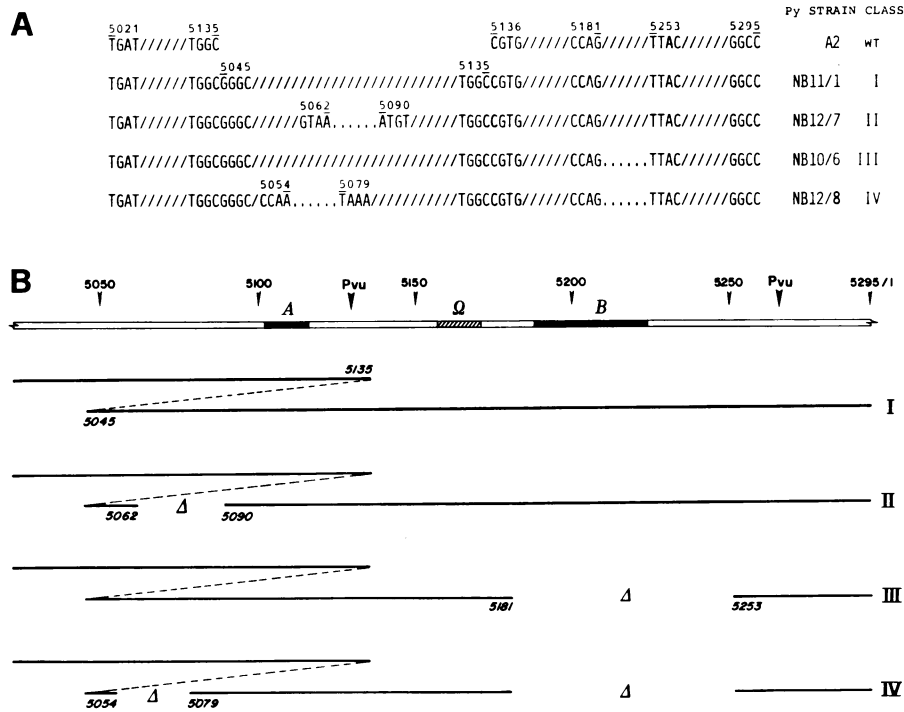 Py STRAIN CLASS
A
5021 5135 5136 5181 5253 5295
TGAT//////TGGC CGTG//////CCAG//////TTAC//////GGCC A2 WT
5045 5135
TGAT//////TGGCGGGC//////////////////////////TGGCCGTG//////CCAG//////TTAC//////GGCC NB11/1 I
5062 5090
TGAT//////TGGCGGGC//////GTAA......ATGT//////TGGCCGTG//////CCAG//////TTAC//////GGCC NB12/7 II
TGAT//////TGGCGGGC//////////////////////////TGGCCGTG//////CCAG......TTAC//////GGCC NB10/6 III
5054 5079
TGAT//////TGGCGGGC/CCAA......TAAA///////////TGGCCGTG//////CCAG......TTAC//////GGCC NB12/8 IV
B
5050 5100 Pvu 5150 5200 5250 Pvu 5295/1
A Ω B
5135
5045 I
5062 Δ 5090 II
5181 Δ 5253 III
5054 Δ 5079 Δ IV